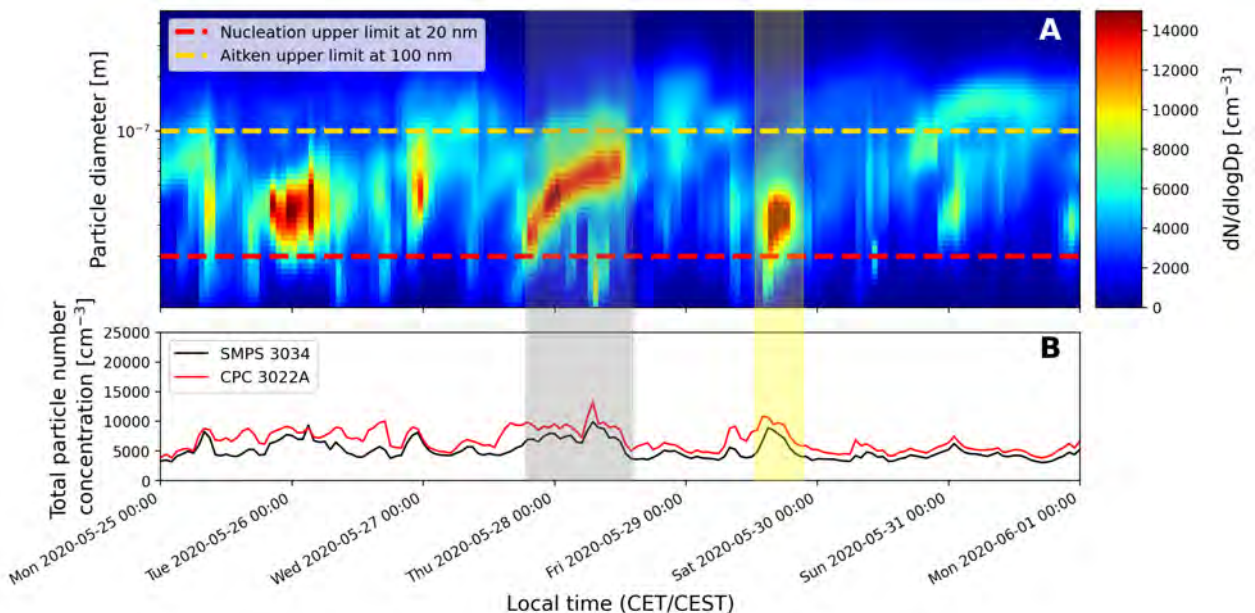 Nucleation upper limit at 20 nm
Aitken upper limit at 100 nm
A
Particle diameter [m]
10⁻⁷
14000
12000
10000
8000
6000
4000
2000
0
dN/dlogDp [cm⁻³]
Total particle number
concentration [cm⁻³]
25000
20000
15000
10000
5000
0
SMPS 3034
CPC 3022A
B
Mon 2020-05-25 00:00
Tue 2020-05-26 00:00
Wed 2020-05-27 00:00
Thu 2020-05-28 00:00
Fri 2020-05-29 00:00
Sat 2020-05-30 00:00
Sun 2020-05-31 00:00
Mon 2020-06-01 00:00
Local time (CET/CEST)